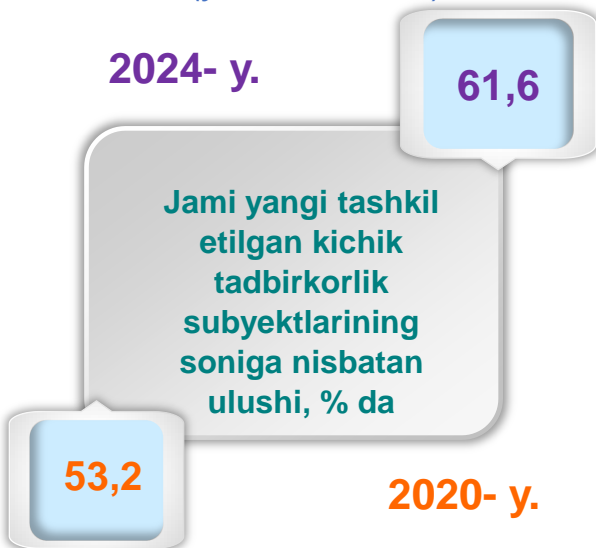 2024- y.
61,6
Jami yangi tashkil
etilgan kichik
tadbirkorlik
subyektlarining
soniga nisbatan
ulushi, % da
53,2
2020- y.